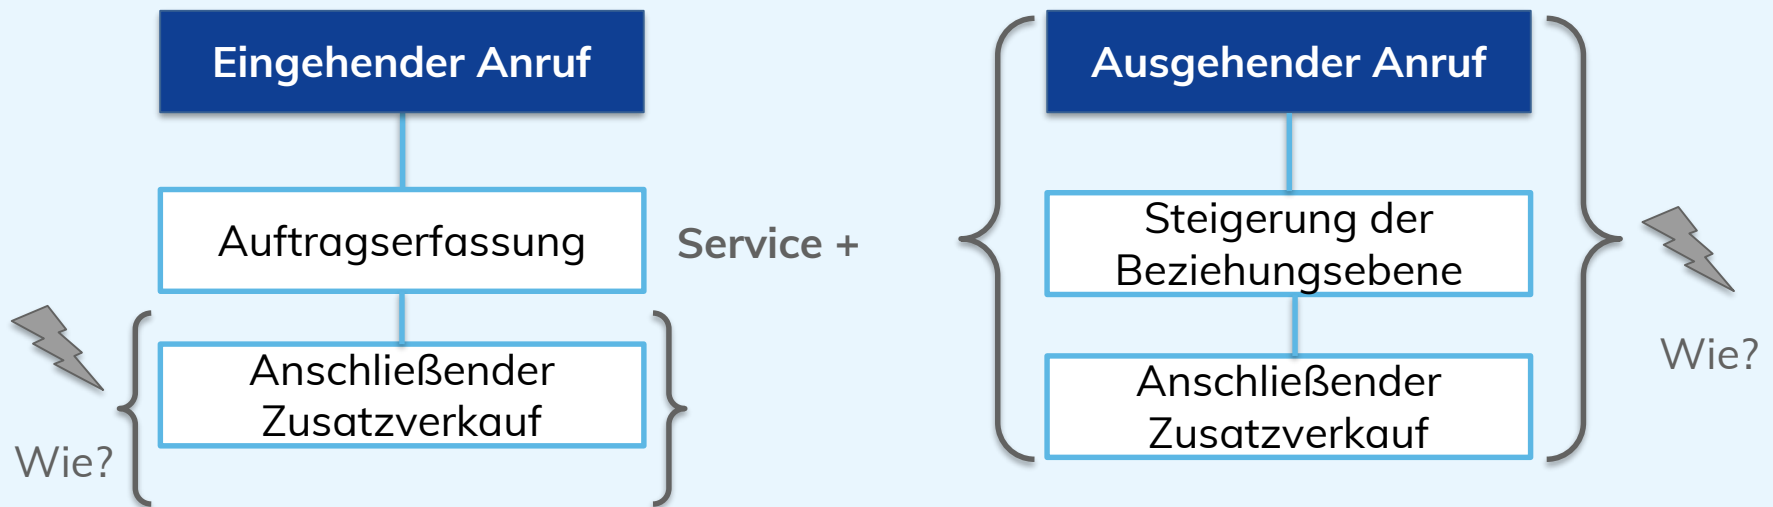 Eingehender Anruf
Auftragserfassung
Service +
Anschließender
Zusatzverkauf
Wie?
Ausgehender Anruf
Steigerung der
Beziehungsebene
Anschließender
Zusatzverkauf
Wie?